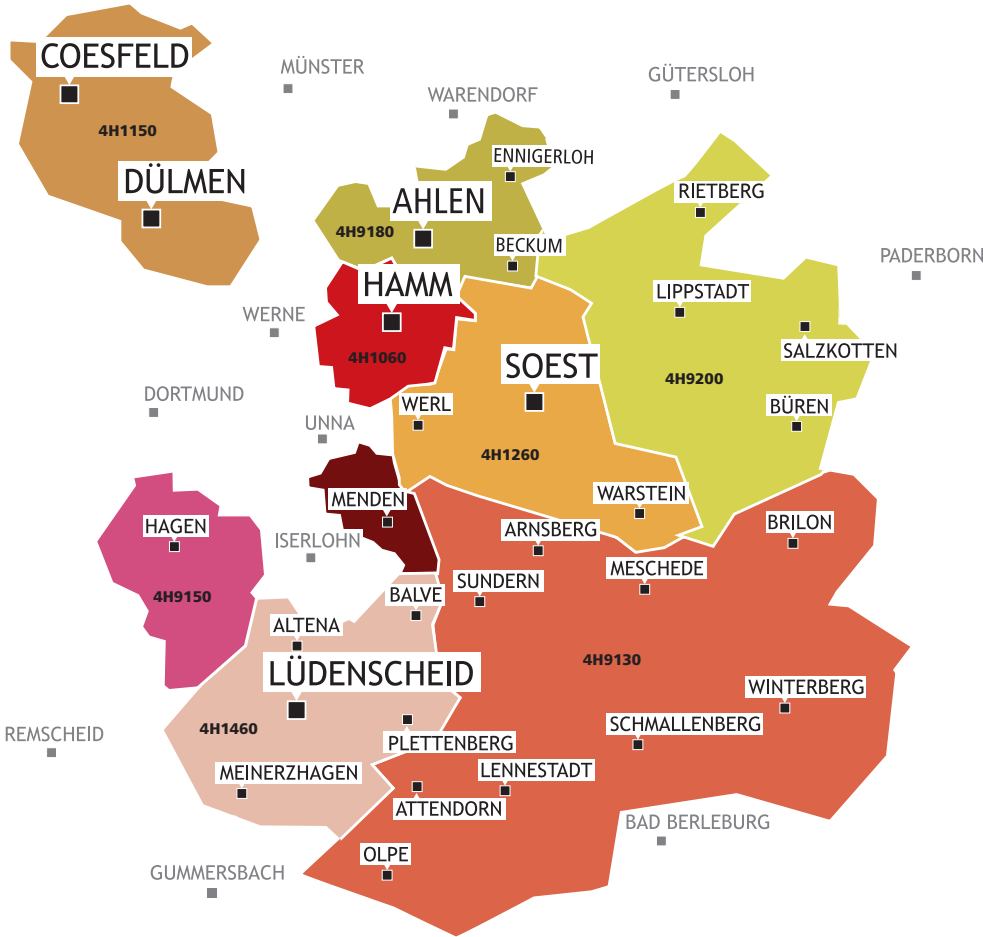 COESFELD
MÜNSTER
GÜTERSLOH
WARENDORF
4H1150
ENNIGERLOH
DÜLMEN
RIETBERG
AHLEN
4H9180
BECKUM
PADERBORN
HAMM
LIPPSTADT
WERNE
SALZKOTTEN
4H1060
SOEST
4H9200
DORTMUND
WERL
BÜREN
UNNA
4H1260
MENDEN
WARSTEIN
HAGEN
ARNSBERG
BRILON
ISERLOHN
MESCHEDE
SUNDERN
4H9150
BALVE
ALTENA
4H9130
LÜDENSCHEID
WINTERBERG
4H1460
SCHMALLENBERG
REMSCHEID
PLETTENBERG
MEINERZHAGEN
LENNESTADT
ATTENDORN
BAD BERLEBURG
OLPE
GUMMERSBACH